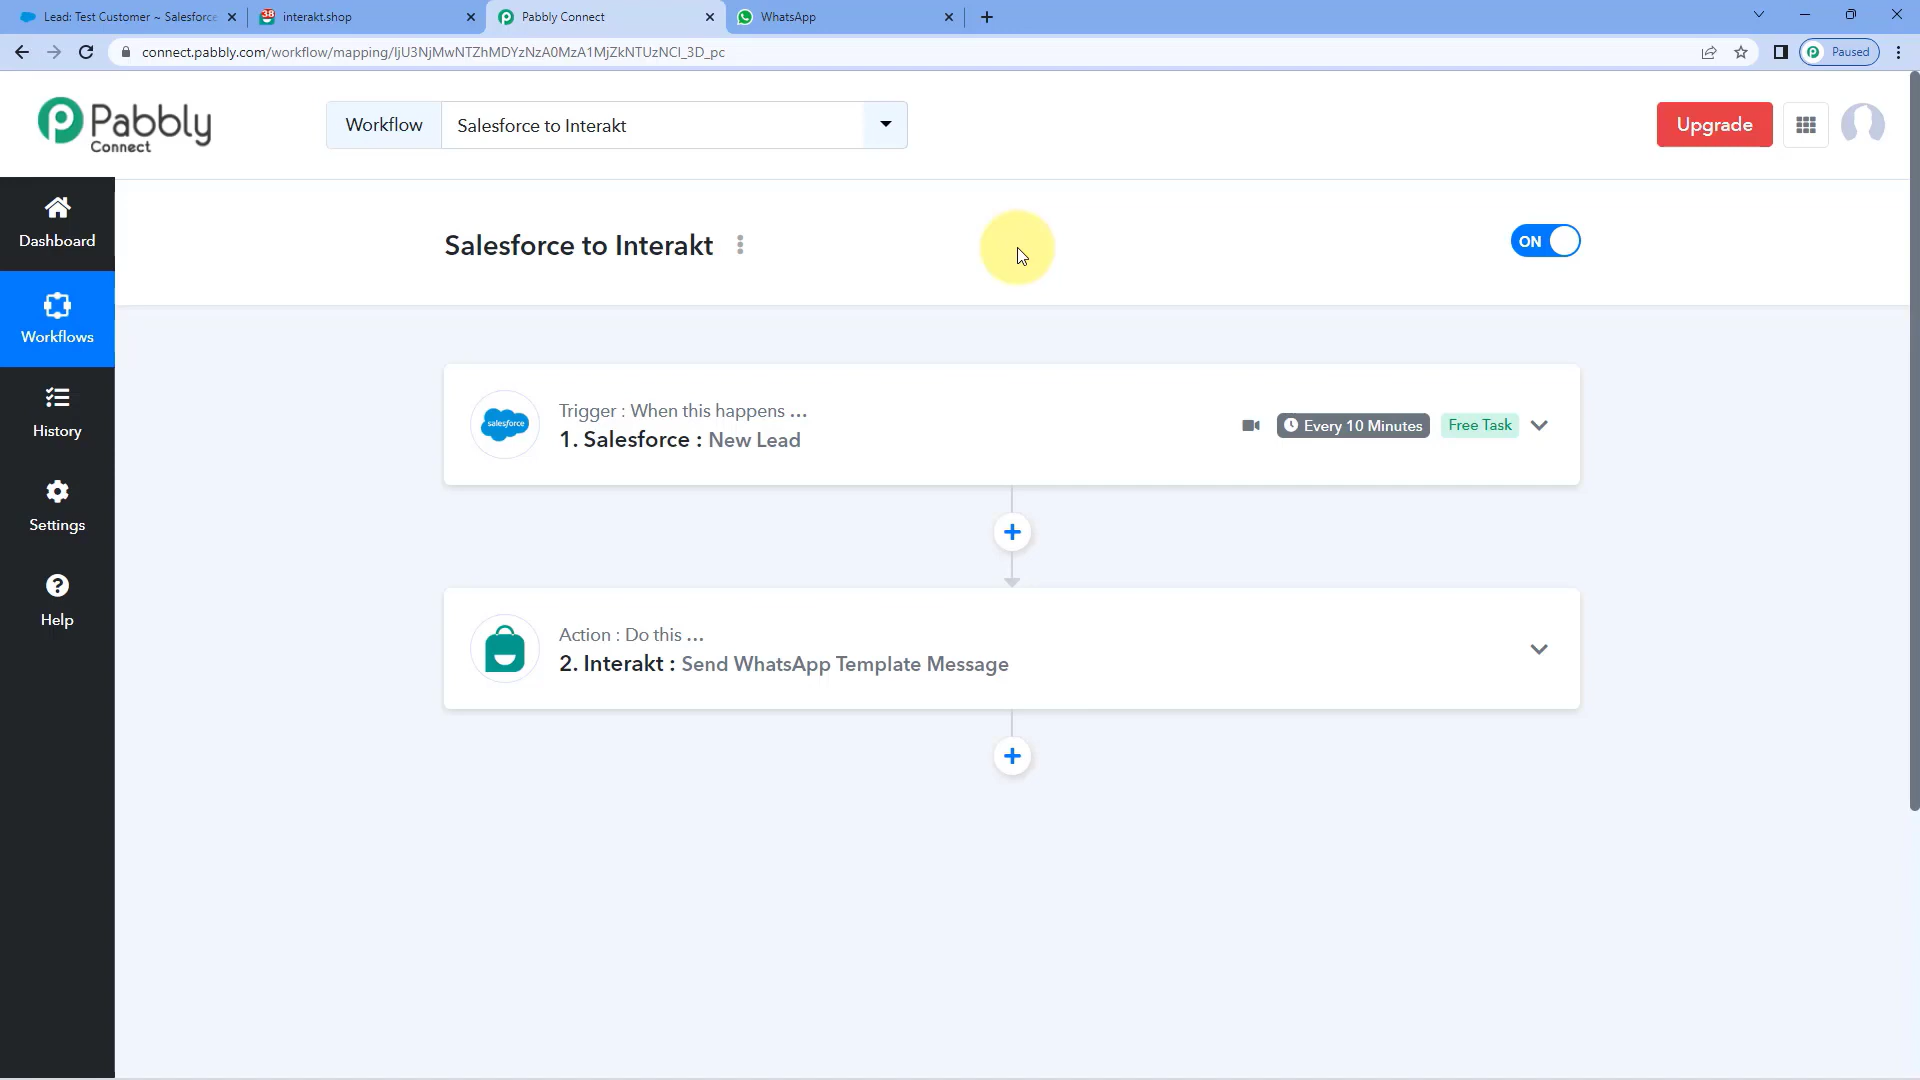 Lead: Test Customer ~ Salesforce
38
interakt.shop
Pabbly Connect
WhatsApp
connect.pabbly.com/workflow/mapping/
Paused
Pabbly
Connect
Workflow
Salesforce to Interakt
Upgrade
Dashboard
Workflows
History
Settings
Help
Salesforce to Interakt
ON
salesforce
Trigger : When this happens ...
1. Salesforce : New Lead
Every 10 Minutes
Free Task
Action : Do this ...
2. Interakt : Send WhatsApp Template Message